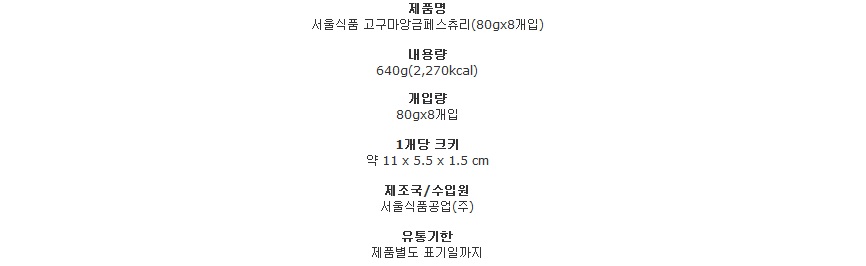 제품명
서울식품 고구마앙금페스츄리(80gx8개입)
내용량
640g(2,270kcal)
개입량
80gx8개입
1개당 크키
약 11 x 5.5 x 1.5 cm
제조국/수입원
서울식품공업(주)
유통기한
제품별도 표기일까지